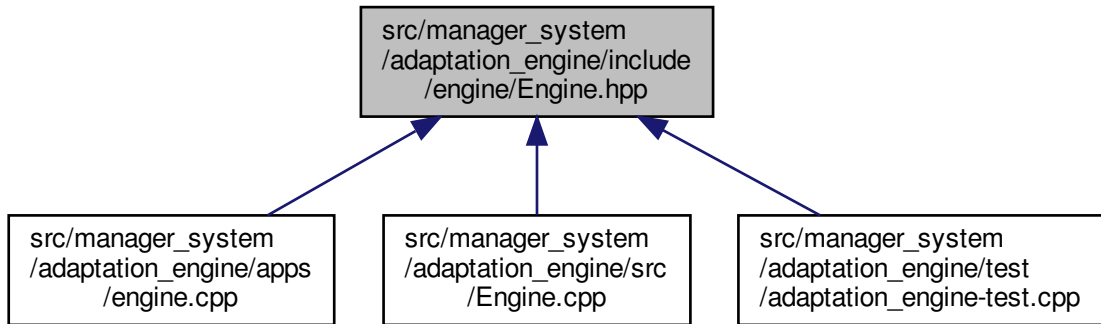 src/manager_system
/adaptation_engine/include
/engine/Engine.hpp
src/manager_system
/adaptation_engine/apps
/engine.cpp
src/manager_system
/adaptation_engine/src
/Engine.cpp
src/manager_system
/adaptation_engine/test
/adaptation_engine-test.cpp